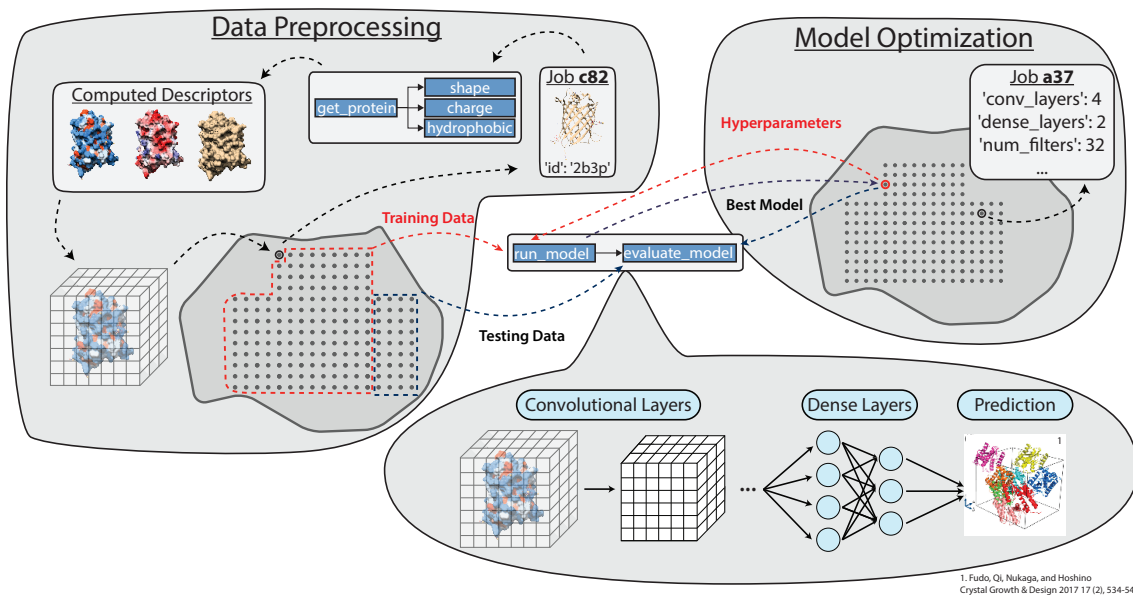 Data Preprocessing
Computed Descriptors
get_protein
shape
charge
hydrophobic
Job c82
'id': '2b3p'
Training Data
Testing Data
run_model
evaluate_model
Model Optimization
Job a37
'conv_layers': 4
'dense_layers': 2
'num_filters': 32
...
Hyperparameters
Best Model
Convolutional Layers
Dense Layers
Prediction
...
1
1. Fudo, Qi, Nukaga, and Hoshino
Crystal Growth & Design 2017 17 (2), 534-54